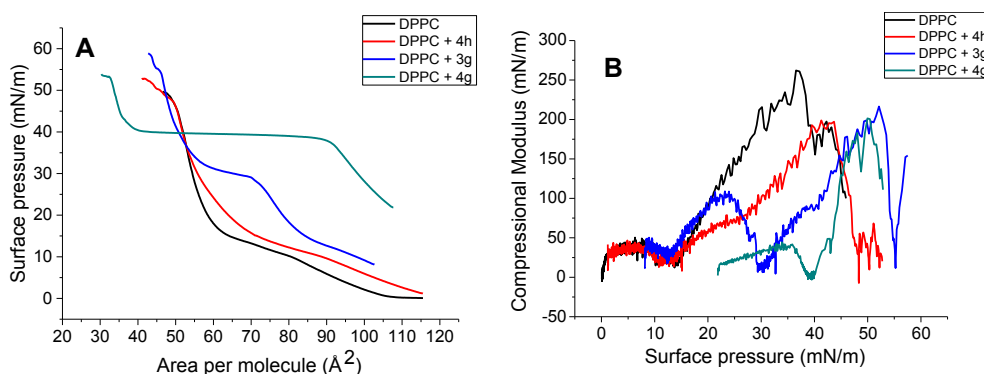 A
DPPC
DPPC + 4h
DPPC + 3g
DPPC + 4g
Surface pressure (mN/m)
60
50
40
30
20
10
0
20 30 40 50 60 70 80 90 100 110 120
Area per molecule (Å²)
B
DPPC
DPPC + 4h
DPPC + 3g
DPPC + 4g
Compressional Modulus (mN/m)
300
250
200
150
100
50
0
-50
0 10 20 30 40 50 60
Surface pressure (mN/m)